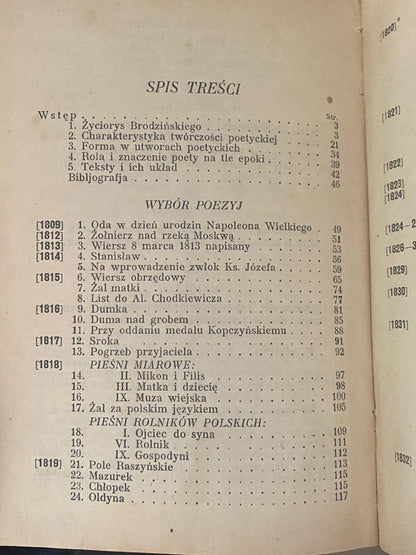 SPIS TREŚCI
Str.
Wstęp . . . . . . . . . . . . . . 3
1. Życiorys Brodzińskiego . . . . . . . . . 3
2. Charakterystyka twórczości poetyckiej
3. Forma w utworach poetyckich . . . . . . 21
4. Rola i znaczenie poety na tle epoki . . . . . 34
5. Teksty i ich układ . . . . . . . . . . 39
Bibljografja . . . . . . . . . . . . 42
46
WYBÓR POEZYJ
[1809] 1. Oda w dzień urodzin Napoleona Wielkiego . 49
[1812] 2. Żołnierz nad rzeką Moskwą . . . . . . 51
[1813] 3. Wiersz 8 marca 1813 napisany . . . . . 53
[1814] 4. Stanisław . . . . . . . . . . . . 56
5. Na wprowadzenie zwłok Ks. Józefa . . . . 59
[1815] 6. Wiersz obrzędowy . . . . . . . . . 65
7. Żal matki . . . . . . . . . . . . 74
8. List do Al. Chodkiewicza . . . . . . . 77
[1816] 9. Dumka . . . . . . . . . . . . . 81
10. Duma nad grobem . . . . . . . . . 85
11. Przy oddaniu medalu Kopczyńskiemu . . . 88
[1817] 12. Sroka . . . . . . . . . . . . . 91
13. Pogrzeb przyjaciela . . . . . . . . . 92
[1818] PIEŚNI MIAROWE:
14. II. Mikon i Filis . . . . . . . . . 97
15. III. Matka i dziecię . . . . . . . . 98
16. IX. Muza wiejska . . . . . . . . 100
17. Żal za polskim językiem . . . . . . . 105
PIEŚNI ROLNIKÓW POLSKICH:
18. I. Ojciec do syna . . . . . . . . 109
19. VI. Rolnik . . . . . . . . . . . 111
20. IX. Gospodyni . . . . . . . . . 112
[1819] 21. Pole Raszyńskie . . . . . . . . . . 113
22. Mazurek . . . . . . . . . . . . 115
23. Chłopek . . . . . . . . . . . . 115
24. Oldyna . . . . . . . . . . . . . 117
[1820]
[1821]
[1822]
[1823]
[1824]
[1824—2
[1826—3
[1829]
[1830]
[1831]
[1832]